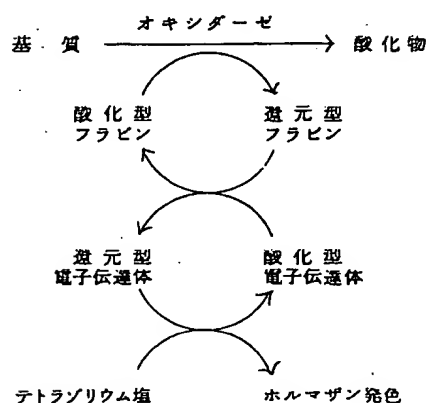 オキシダーゼ
基質 酸化物
酸化型 還元型
フラビン フラビン
還元型 酸化型
電子伝達体 電子伝達体
テトラゾリウム塩 ホルマザン発色